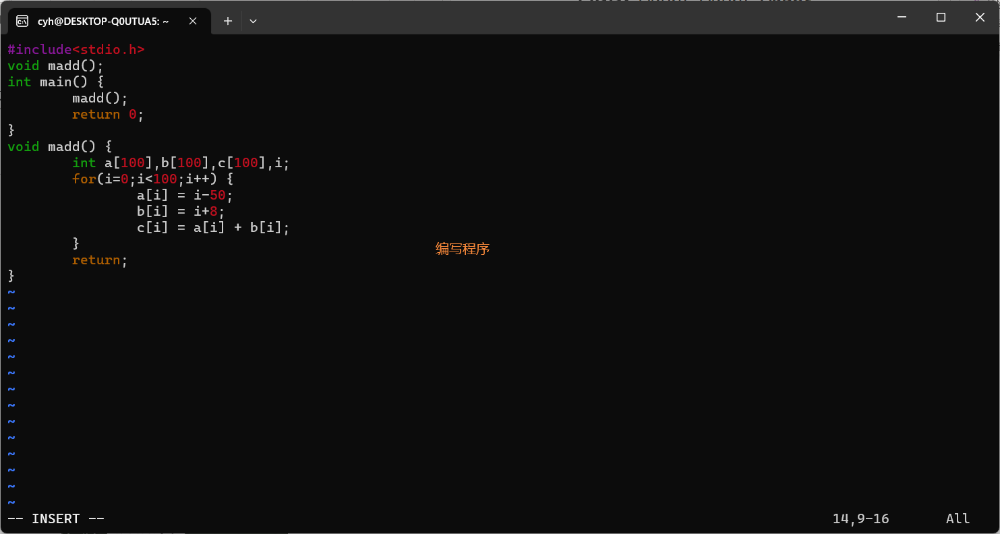 cyh@DESKTOP-Q0UTUA5: ~
#include<stdio.h>
void madd();
int main() {
        madd();
        return 0;
}
void madd() {
        int a[100],b[100],c[100],i;
        for(i=0;i<100;i++) {
                a[i] = i-50;
                b[i] = i+8;
                c[i] = a[i] + b[i];
        }
编写程序
        return;
}
~
~
~
~
~
~
~
~
~
~
~
~
~
~
-- INSERT -- 14,9-16 All